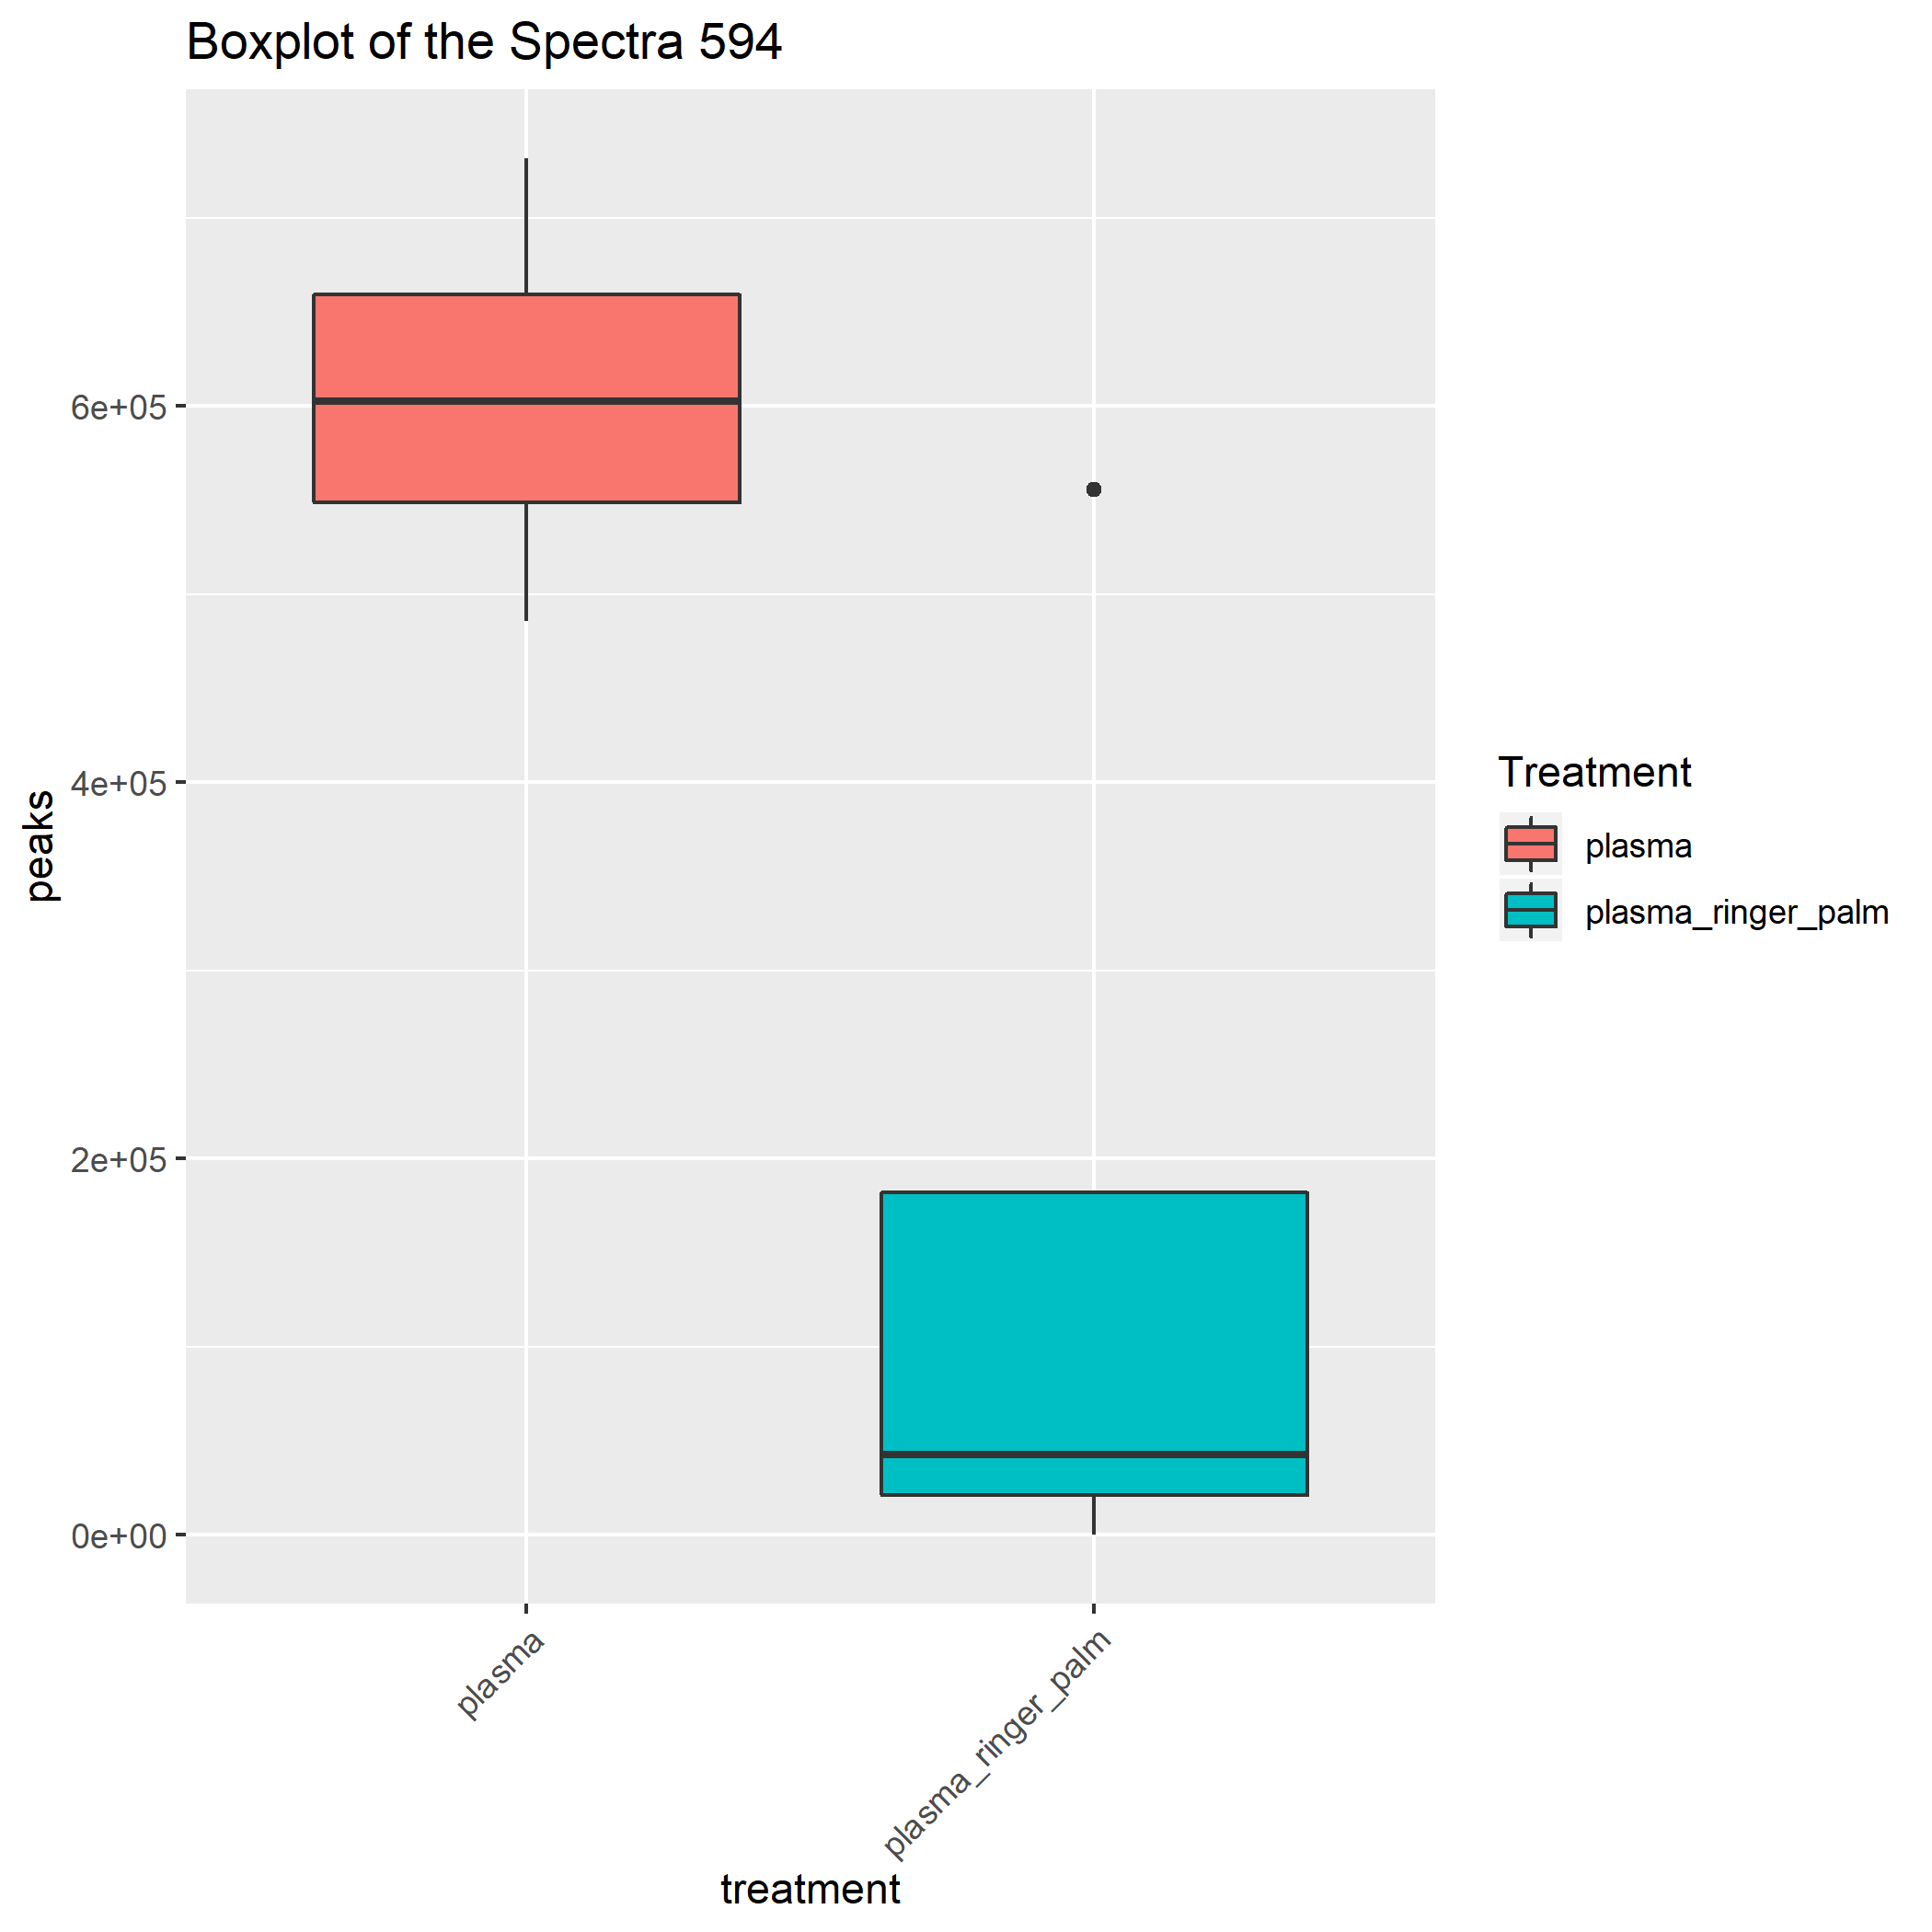 Boxplot of the Spectra 594
peaks
6e+05
4e+05
2e+05
0e+00
plasma
plasma_ringer_palm
treatment
Treatment
plasma
plasma_ringer_palm